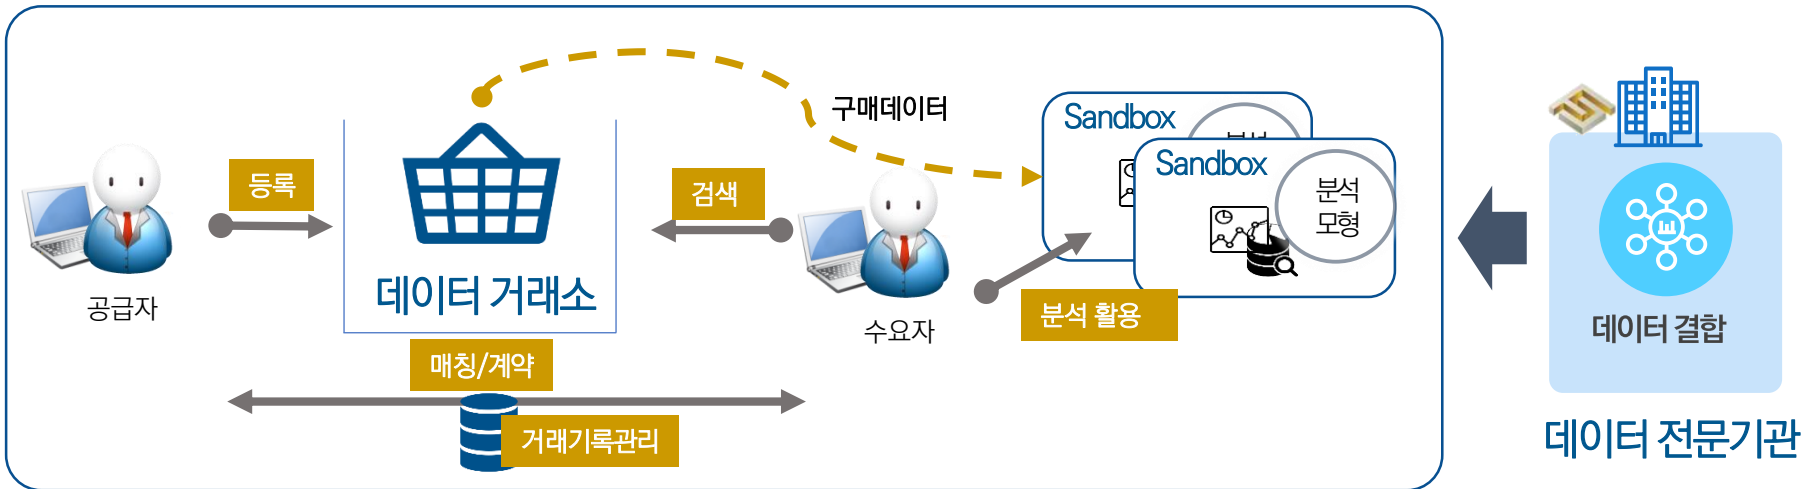 구매데이터
Sandbox
분석
Sandbox
분석
모형
등록
검색
데이터 거래소
공급자
수요자
분석 활용
매칭/계약
거래기록관리
데이터 결합
데이터 전문기관